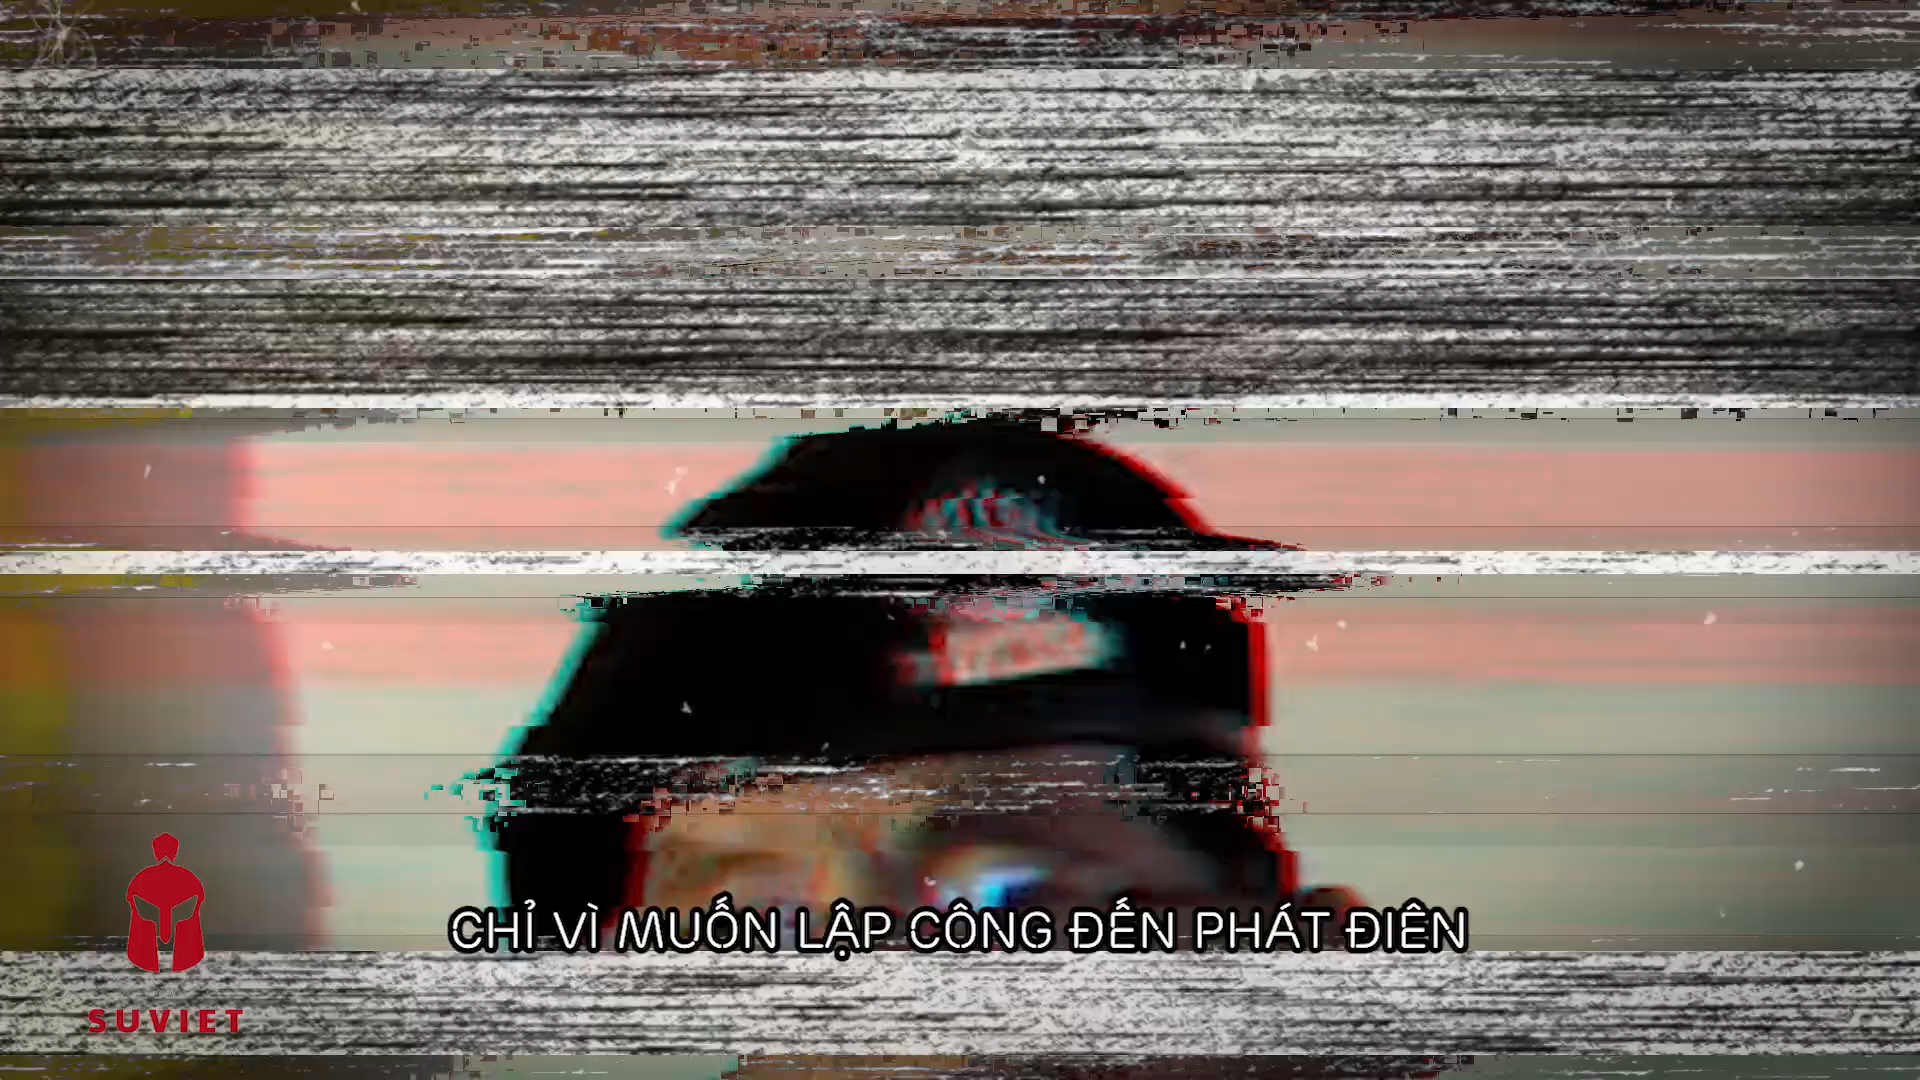 CHỈ VÌ MUỐN LẬP CÔNG ĐẾN PHÁT ĐIÊN
SUVIET